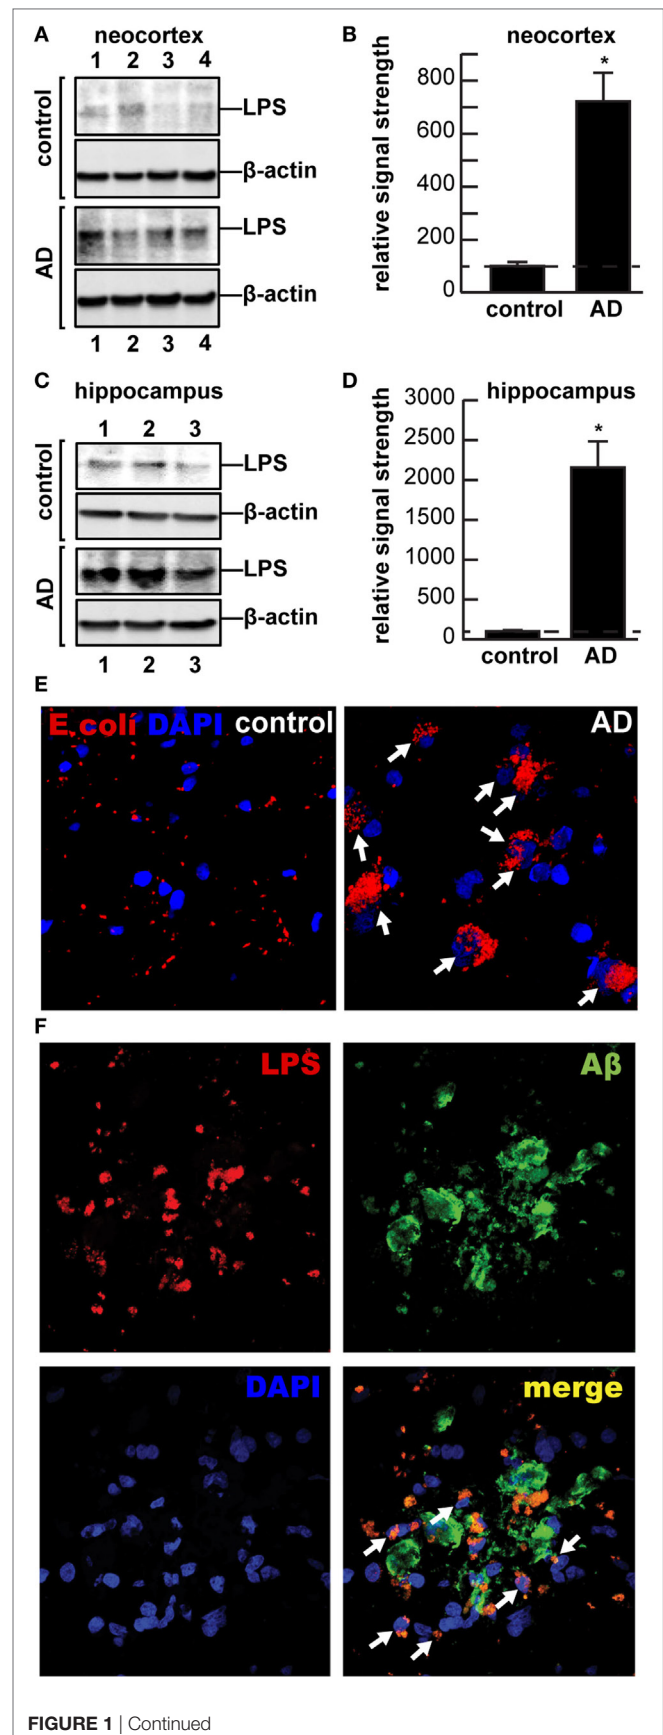 A
neocortex
1 2 3 4
control
LPS
β-actin
AD
LPS
β-actin
1 2 3 4
B
neocortex
relative signal strength
800
600
400
200
0
*
control AD
C
hippocampus
1 2 3
control
LPS
β-actin
AD
LPS
β-actin
1 2 3
D
hippocampus
relative signal strength
3000
2500
2000
1500
1000
500
0
*
control AD
E
E.coli DAPI control
AD
F
LPS
Aβ
DAPI
merge
FIGURE 1 | Continued